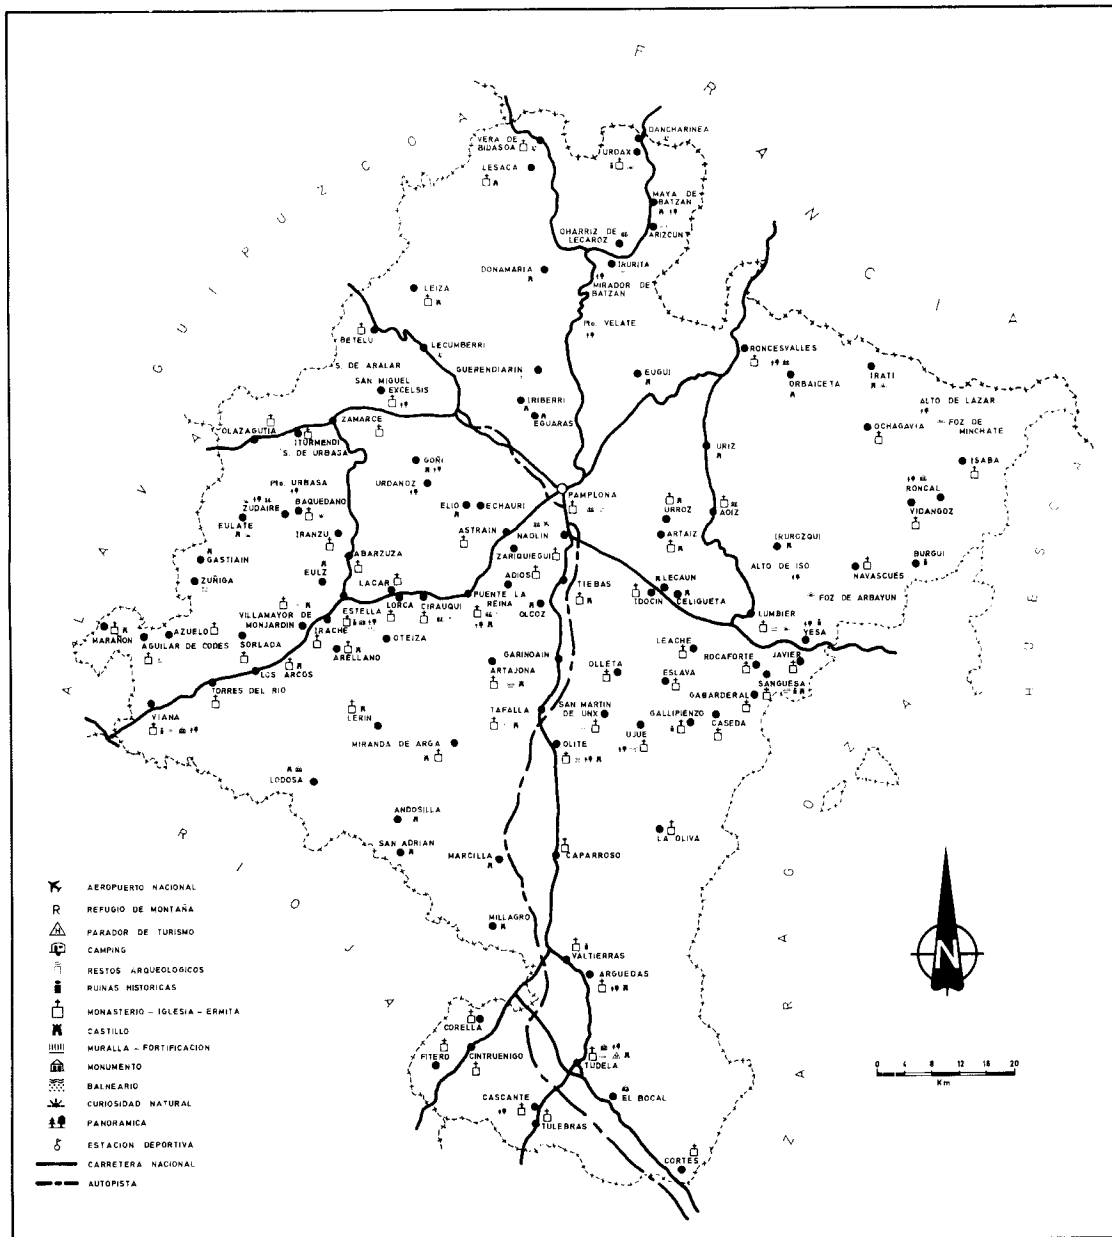 FRANCIA
GUIPUZCOA
ALAVA
RIOJA
ZARAGOZA
HUESCA
VERA DE
BIDASOA
LESACA
DANCHARINEA
URDAX
MAYA DE
BATZAN
ARIZCUN
OHARRIZ DE
LECAROZ
IRURITA
MIRADOR DE
BATZAN
DONAMARIA
LEIZA
Pto. VELATE
BETELU
LECUMBERRI
S. DE ARALAR
SAN MIGUEL
EXCELSIS
GUERENDIARIN
IRIBERRI
EGUARAS
EUGUI
RONCESVALLES
ORBAICETA
IRATI
ALTO DE LAZAR
OCHAGAVIA
FOZ DE
MINCHATE
ISABA
OLAZAGUTIA
ITURMENDI
S. DE URBASA
ZAMARCE
GOÑI
URDANOZ
URIZ
Pto. URBASA
ZUDAIRE
BAQUEDANO
EULATE
ELIO
ECHAURI
PAMPLONA
URROZ
AOIZ
RONCAL
VIDANGOZ
IRANZU
ASTRAIN
NAOLIN
ZARIQUEGUI
ARTAIZ
IRUROZQUI
GASTIAIN
ABARZUZA
ZUÑIGA
EULZ
LACAR
ADIOS
TIEBAS
LECAUN
ALTO DE ISO
NAVASCUES
BURGUI
VILLAMAYOR DE
MONJARDIN
ESTELLA
LORCA
CIRAUQUI
PUENTE LA
REINA
OLCOZ
IDOCIN
CELIGUETA
LUMBIER
FOZ DE ARBAYUN
MARAÑON
AZUELO
AGUILAR DE CODES
SORLADA
IRACHE
OTEIZA
ARELLANO
GARINOAIN
ARTAJONA
LEACHE
YESA
ROCAFORTE
JAVIER
LOS ARCOS
OLLETA
ESLAVA
SANGUESA
GABARDERAL
TORRES DEL RIO
VIANA
LERIN
TAFALLA
SAN MARTIN
DE UNX
GALLIPIENZO
CASEDA
UJUE
MIRANDA DE ARGA
OLITE
LODOSA
ANDOSILLA
SAN ADRIAN
MARCILLA
CAPARROSO
LA OLIVA
MILLAGRO
VALTIERRAS
ARGUEDAS
CORELLA
FITERO
CINTRUENIGO
TUDELA
EL BOCAL
CASCANTE
TULEBRAS
CORTES
AEROPUERTO NACIONAL
R REFUGIO DE MONTAÑA
PARADOR DE TURISMO
CAMPING
RESTOS ARQUEOLOGICOS
RUINAS HISTORICAS
MONASTERIO - IGLESIA - ERMITA
CASTILLO
MURALLA - FORTIFICACION
MONUMENTO
BALNEARIO
CURIOSIDAD NATURAL
PANORAMICA
ESTACION DEPORTIVA
CARRETERA NACIONAL
AUTOPISTA
N
0 4 8 12 16 20
Km